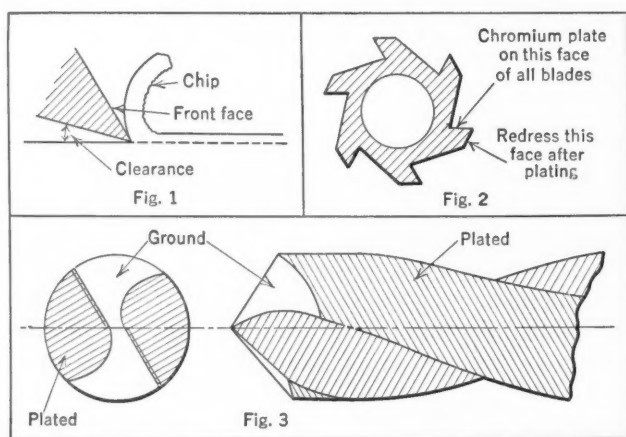 Chip
Front face
Clearance
Fig. 1
Chromium plate
on this face
of all blades
Redress this
face after
plating
Fig. 2
Ground
Plated
Plated
Fig. 3